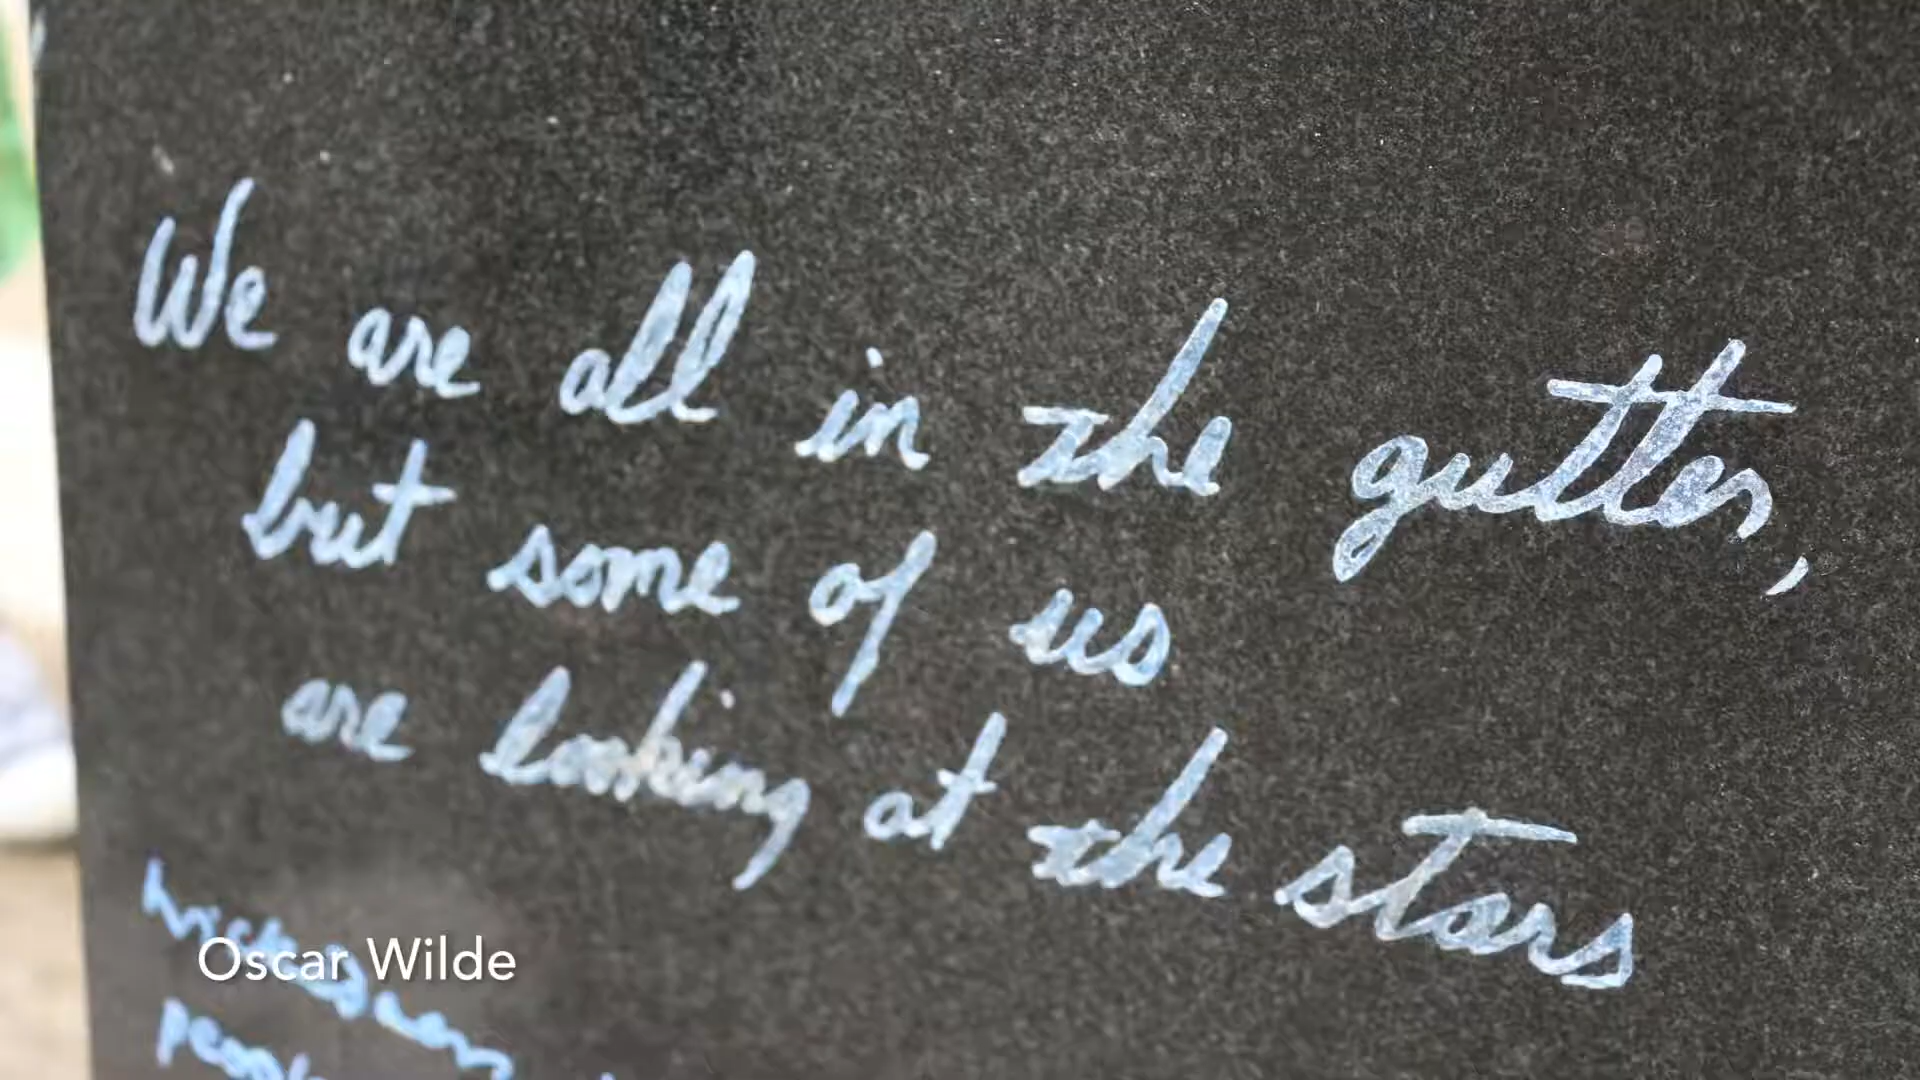 We are all in the gutter,
but some of us
are looking at the stars
Oscar Wilde